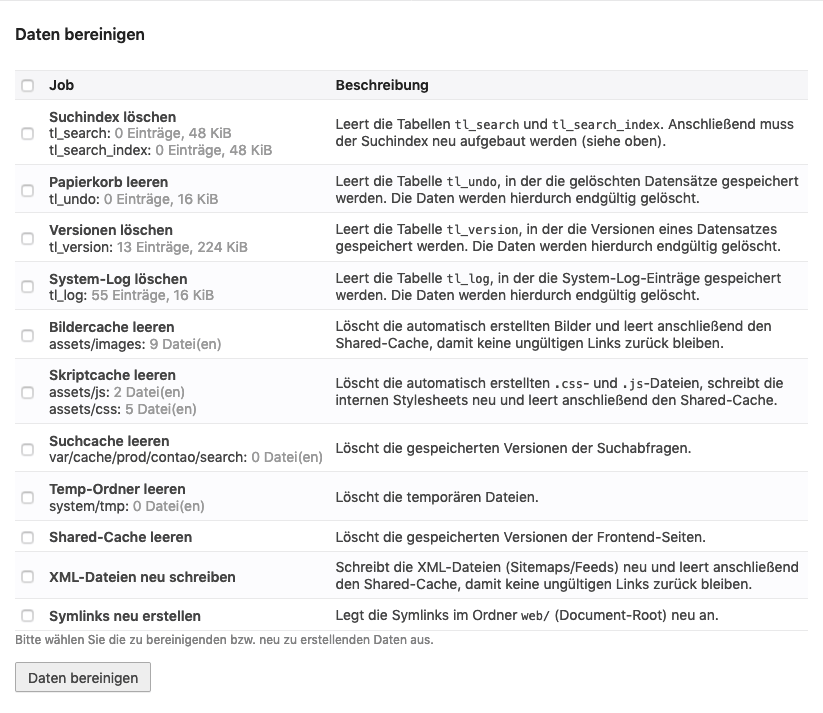 Daten bereinigen
Job Beschreibung
Suchindex löschen
tl_search: 0 Einträge, 48 KiB
tl_search_index: 0 Einträge, 48 KiB
Leert die Tabellen tl_search und tl_search_index. Anschließend muss
der Suchindex neu aufgebaut werden (siehe oben).
Papierkorb leeren
tl_undo: 0 Einträge, 16 KiB
Leert die Tabelle tl_undo, in der die gelöschten Datensätze gespeichert
werden. Die Daten werden hierdurch endgültig gelöscht.
Versionen löschen
tl_version: 13 Einträge, 224 KiB
Leert die Tabelle tl_version, in der die Versionen eines Datensatzes
gespeichert werden. Die Daten werden hierdurch endgültig gelöscht.
System-Log löschen
tl_log: 55 Einträge, 16 KiB
Leert die Tabelle tl_log, in der die System-Log-Einträge gespeichert
werden. Die Daten werden hierdurch endgültig gelöscht.
Bildercache leeren
assets/images: 9 Datei(en)
Löscht die automatisch erstellten Bilder und leert anschließend den
Shared-Cache, damit keine ungültigen Links zurück bleiben.
Skriptcache leeren
assets/js: 2 Datei(en)
assets/css: 5 Datei(en)
Löscht die automatisch erstellten .css- und .js-Dateien, schreibt die
internen Stylesheets neu und leert anschließend den Shared-Cache.
Suchcache leeren
var/cache/prod/contao/search: 0 Datei(en)
Löscht die gespeicherten Versionen der Suchabfragen.
Temp-Ordner leeren
system/tmp: 0 Datei(en)
Löscht die temporären Dateien.
Shared-Cache leeren
Löscht die gespeicherten Versionen der Frontend-Seiten.
XML-Dateien neu schreiben
Schreibt die XML-Dateien (Sitemaps/Feeds) neu und leert anschließend
den Shared-Cache, damit keine ungültigen Links zurück bleiben.
Symlinks neu erstellen
Legt die Symlinks im Ordner web/ (Document-Root) neu an.
Bitte wählen Sie die zu bereinigenden bzw. neu zu erstellenden Daten aus.
Daten bereinigen